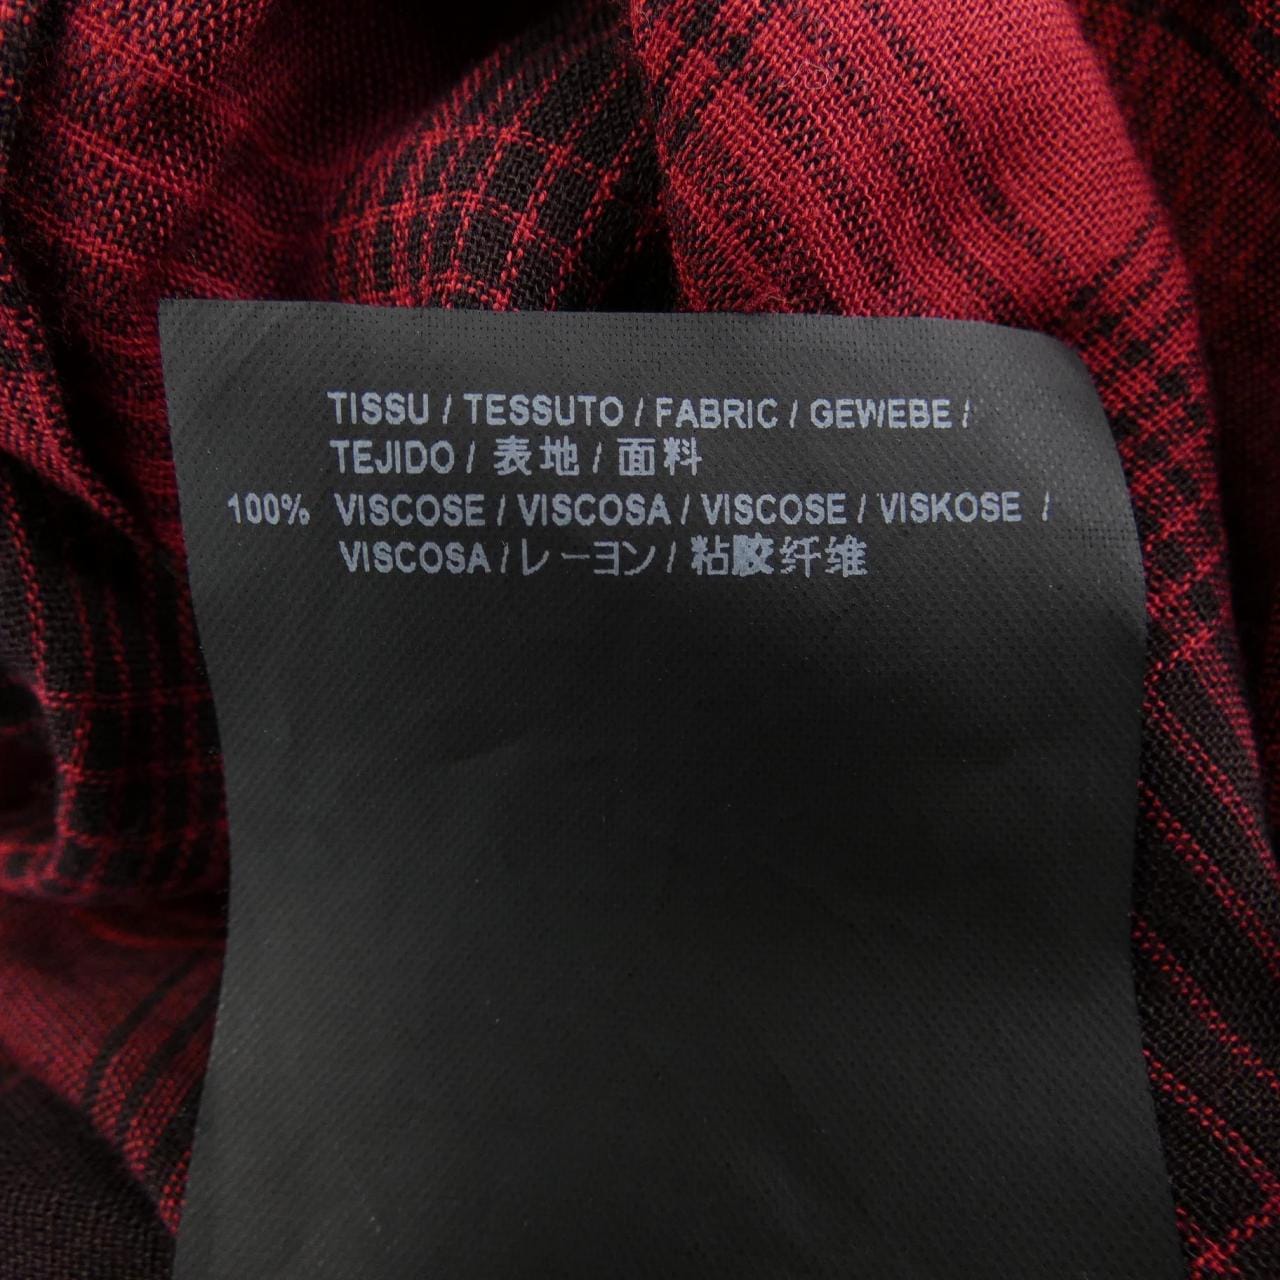 TISSU / TESSUTO / FABRIC / GEWEBE /
TEJIDO / 表地 / 面料
100% VISCOSE / VISCOSA / VISCOSE / VISKOSE /
VISCOSA / レーヨン / 粘胶纤维